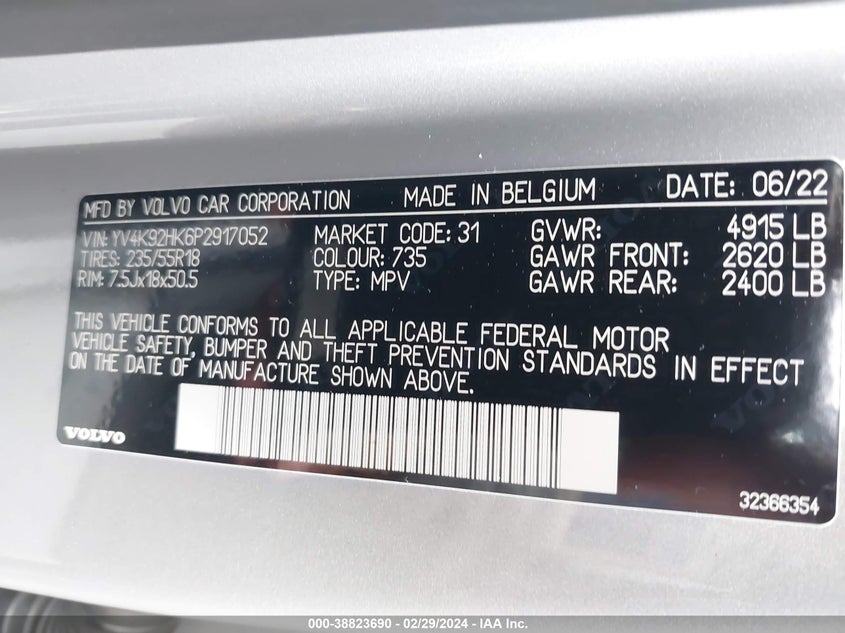 MFD BY VOLVO CAR CORPORATION MADE IN BELGIUM DATE: 06/22
VIN: YV4K92HK6P2917052 MARKET CODE: 31 GVWR: 4915 LB
TIRES: 235/55R18 COLOUR: 735 GAWR FRONT: 2620 LB
RIM: 7.5Jx18x50.5 TYPE: MPV GAWR REAR: 2400 LB
THIS VEHICLE CONFORMS TO ALL APPLICABLE FEDERAL MOTOR
VEHICLE SAFETY, BUMPER AND THEFT PREVENTION STANDARDS IN EFFECT
ON THE DATE OF MANUFACTURE SHOWN ABOVE.
VOLVO
32366354
000-38823690 - 02/29/2024 - IAA Inc.